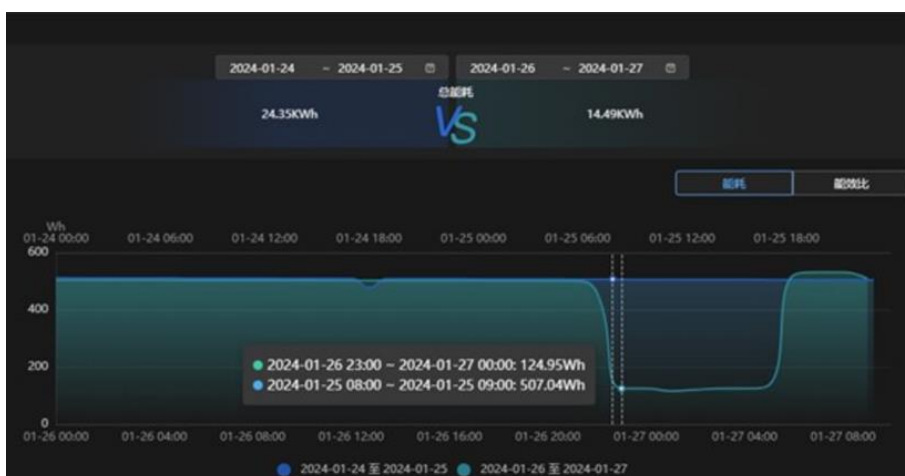 2024-01-24 ~ 2024-01-25 2024-01-26 ~ 2024-01-27
总能耗
24.35KWh VS 14.49KWh
能耗 能效比
Wh
01-24 00:00 01-24 06:00 01-24 12:00 01-24 18:00 01-25 00:00 01-25 06:00 01-25 12:00 01-25 18:00
600
400
200
0
2024-01-26 23:00 ~ 2024-01-27 00:00: 124.95Wh
2024-01-25 08:00 ~ 2024-01-25 09:00: 507.04Wh
01-26 00:00 01-26 04:00 01-26 08:00 01-26 12:00 01-26 16:00 01-26 20:00 01-27 00:00 01-27 04:00 01-27 08:00
2024-01-24 至 2024-01-25 2024-01-26 至 2024-01-27